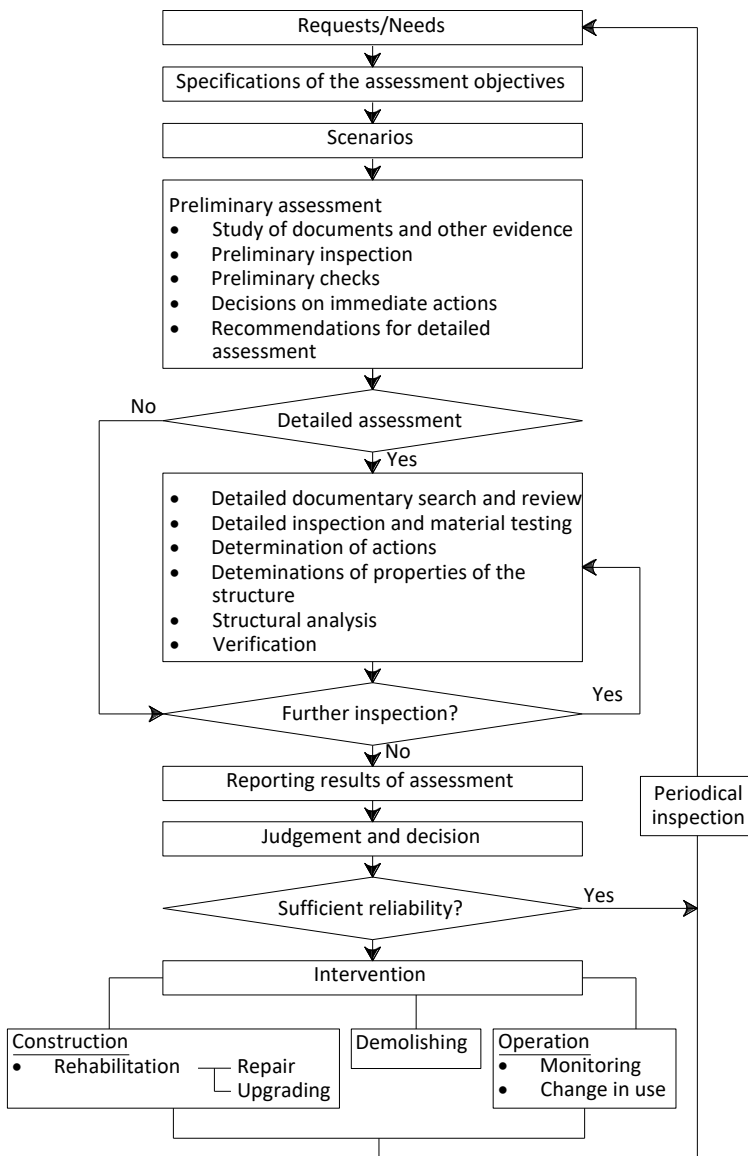 Requests/Needs
Specifications of the assessment objectives
Scenarios
Preliminary assessment
• Study of documents and other evidence
• Preliminary inspection
• Preliminary checks
• Decisions on immediate actions
• Recommendations for detailed
assessment
No
Detailed assessment
Yes
• Detailed documentary search and review
• Detailed inspection and material testing
• Determination of actions
• Deteminations of properties of the
structure
• Structural analysis
• Verification
Yes
Further inspection?
No
Reporting results of assessment
Periodical
inspection
Judgement and decision
Sufficient reliability?
Yes
Intervention
Construction
• Rehabilitation
Repair
Upgrading
Demolishing
Operation
• Monitoring
• Change in use